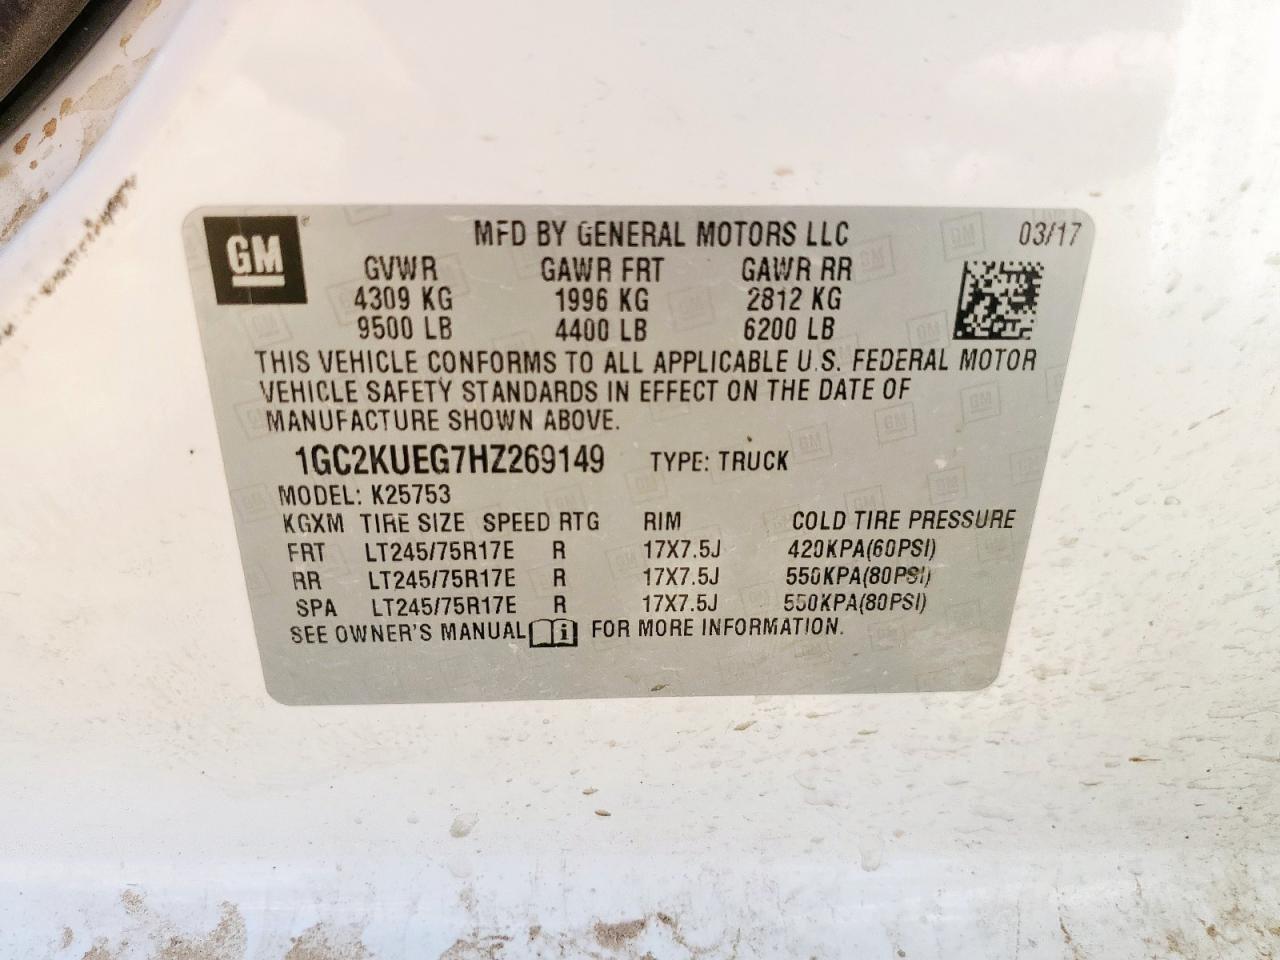 GM
MFD BY GENERAL MOTORS LLC 03/17
GVWR GAWR FRT GAWR RR
4309 KG 1996 KG 2812 KG
9500 LB 4400 LB 6200 LB
THIS VEHICLE CONFORMS TO ALL APPLICABLE U.S. FEDERAL MOTOR
VEHICLE SAFETY STANDARDS IN EFFECT ON THE DATE OF
MANUFACTURE SHOWN ABOVE.
1GC2KUEG7HZ269149 TYPE: TRUCK
MODEL: K25753
KGXM TIRE SIZE SPEED RTG RIM COLD TIRE PRESSURE
FRT LT245/75R17E R 17X7.5J 420KPA(60PSI)
RR LT245/75R17E R 17X7.5J 550KPA(80PSI)
SPA LT245/75R17E R 17X7.5J 550KPA(80PSI)
SEE OWNER'S MANUAL FOR MORE INFORMATION.